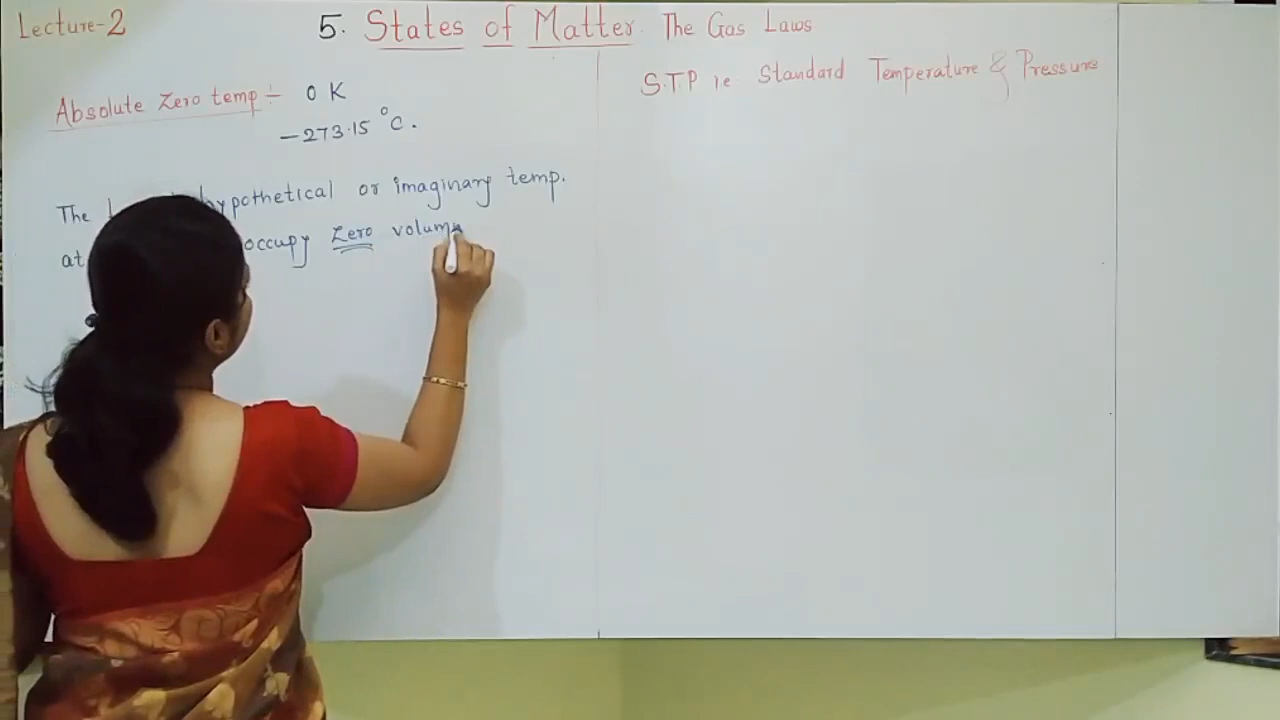 Lecture-2
5. States of Matter The Gas Laws
Absolute Zero temp :- 0 K
-273.15 °C.
The hypothetical or imaginary temp.
at occupy Zero volum
S.T.P ie Standard Temperature & Pressure